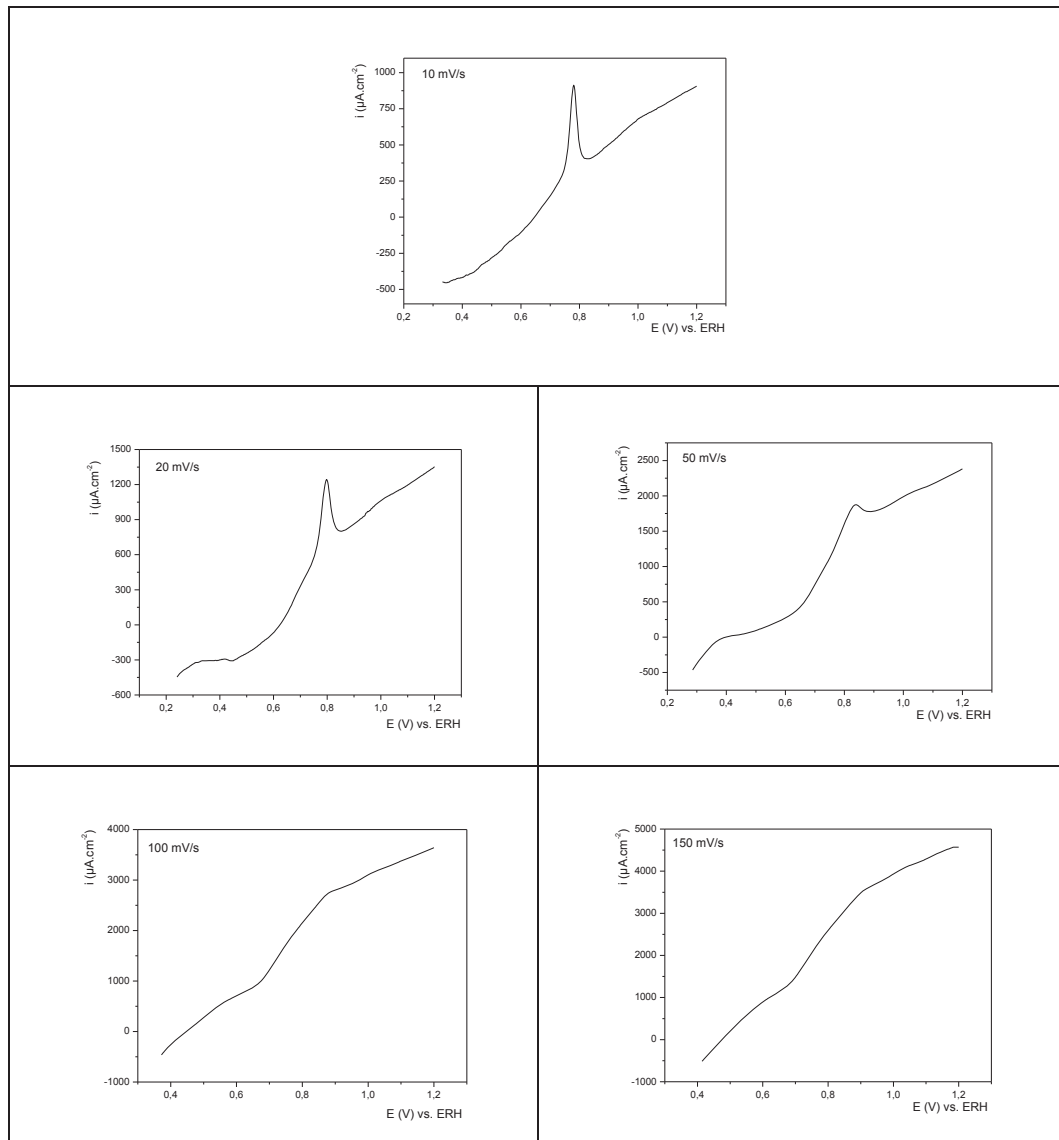 10 mV/s
i (µA.cm-2)
1000
750
500
250
0
-250
-500
0,2 0,4 0,6 0,8 1,0 1,2
E (V) vs. ERH
20 mV/s
i (µA.cm-2)
1500
1200
900
600
300
0
-300
-600
0,2 0,4 0,6 0,8 1,0 1,2
E (V) vs. ERH
50 mV/s
i (µA.cm-2)
2500
2000
1500
1000
500
0
-500
0,2 0,4 0,6 0,8 1,0 1,2
E (V) vs. ERH
100 mV/s
i (µA.cm-2)
4000
3000
2000
1000
0
-1000
0,4 0,6 0,8 1,0 1,2
E (V) vs. ERH
150 mV/s
i (µA.cm-2)
5000
4000
3000
2000
1000
0
-1000
0,4 0,6 0,8 1,0 1,2
E (V) vs. ERH